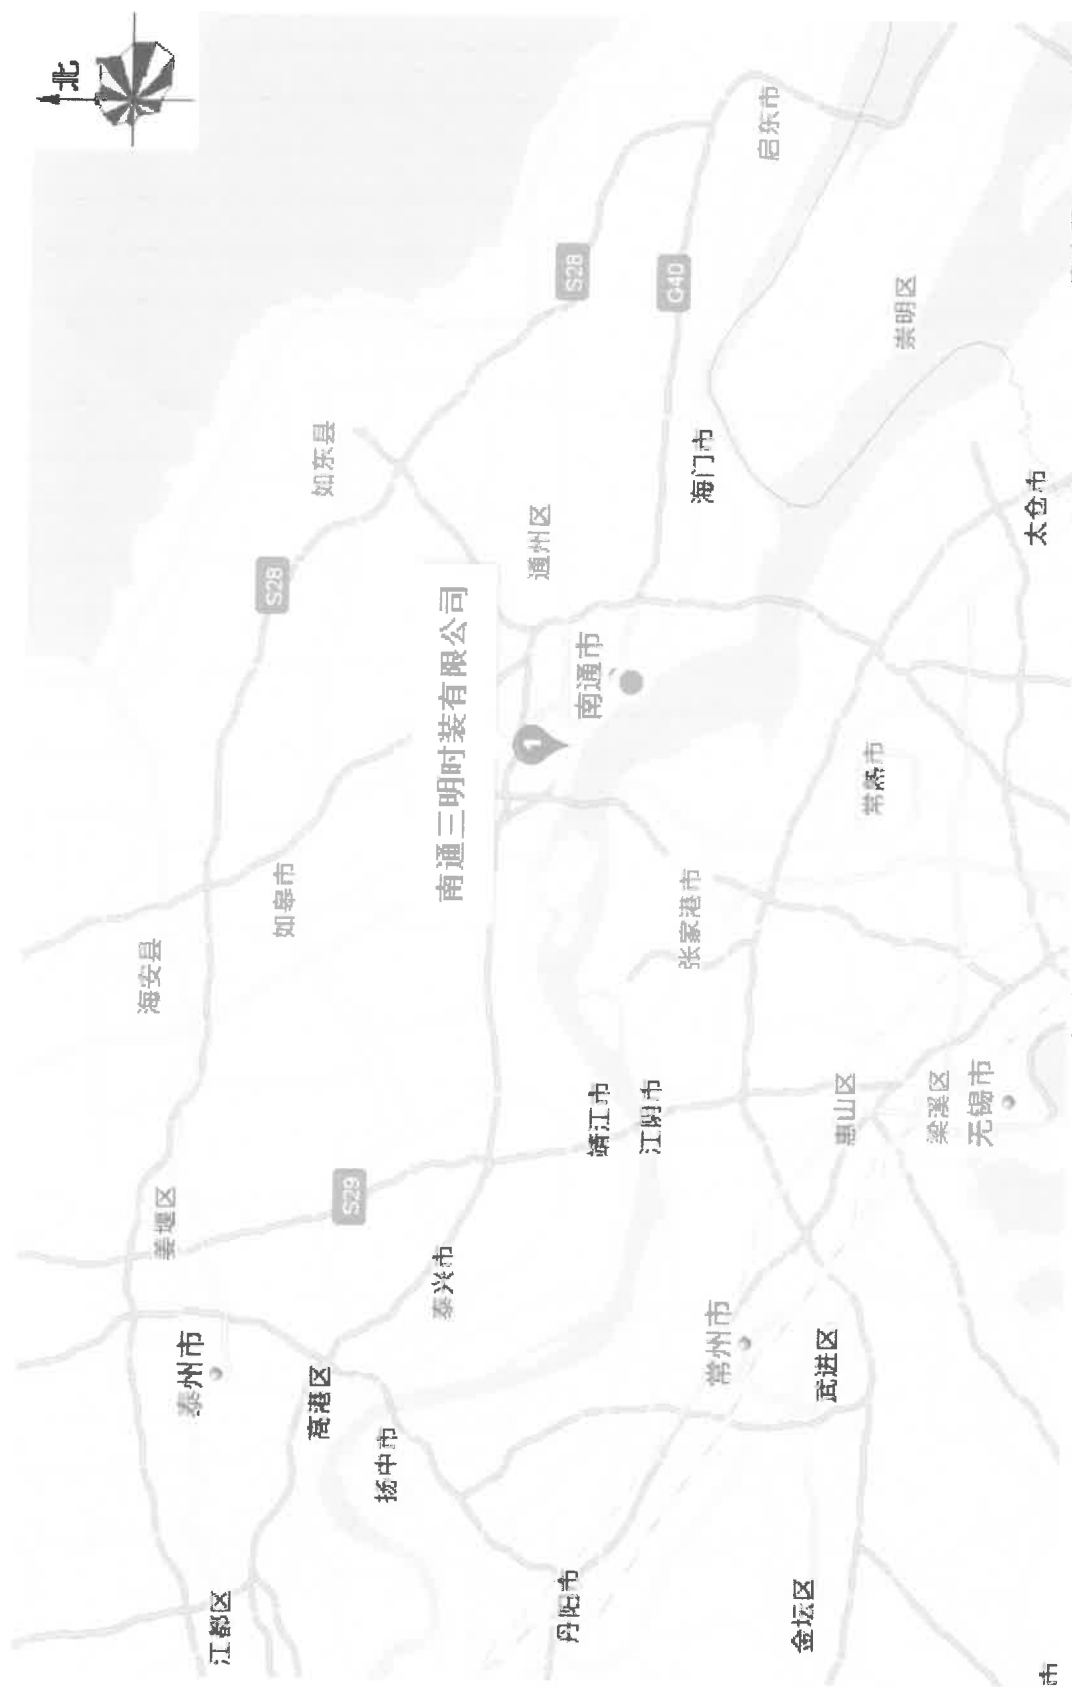 北
S28
如东县
S28
G40
启东市
崇明区
海门市
通州区
太仓市
南通三明时装有限公司
南通市
1
常熟市
张家港市
如皋市
海安县
靖江市
江阴市
惠山区
梁溪区
无锡市
S29
姜堰区
泰兴市
泰州市
高港区
扬中市
常州市
武进区
江都区
丹阳市
金坛区
市